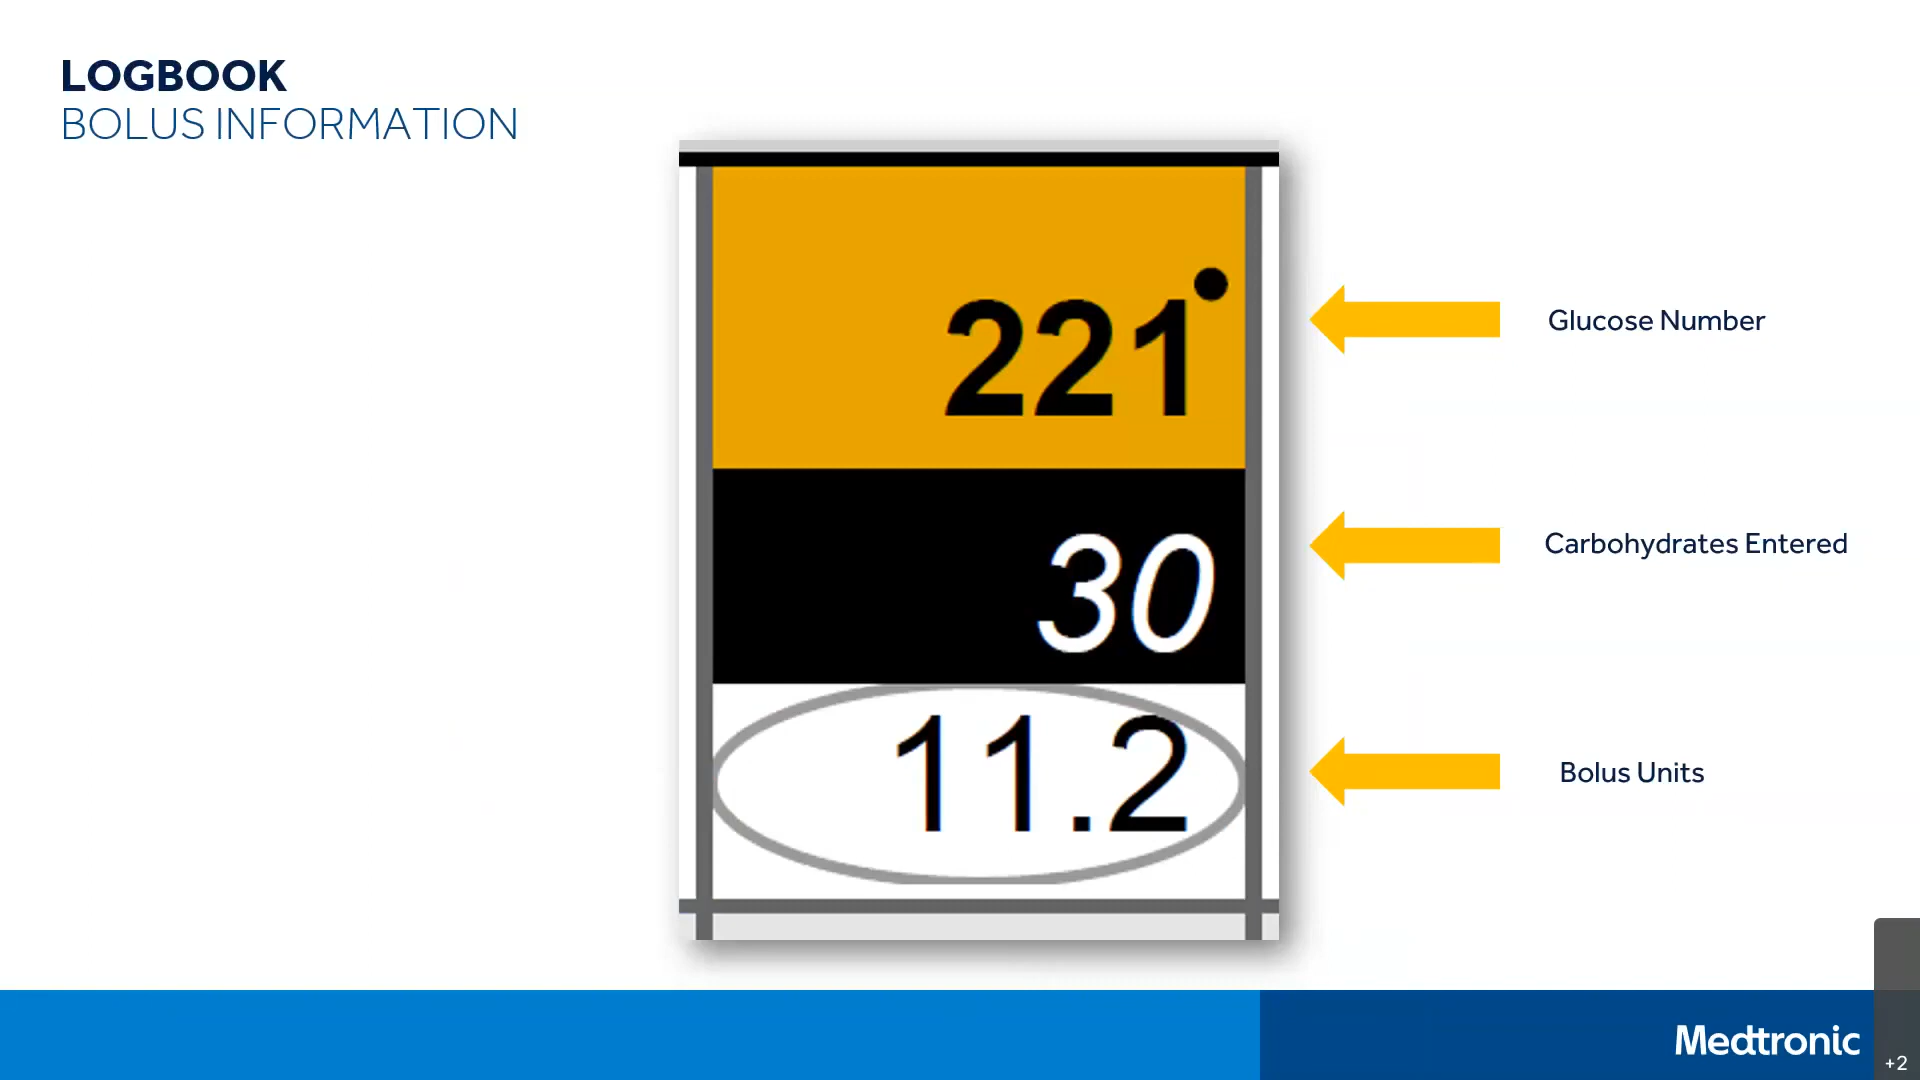 LOGBOOK
BOLUS INFORMATION
221
Glucose Number
30
Carbohydrates Entered
11.2
Bolus Units
Medtronic
+2